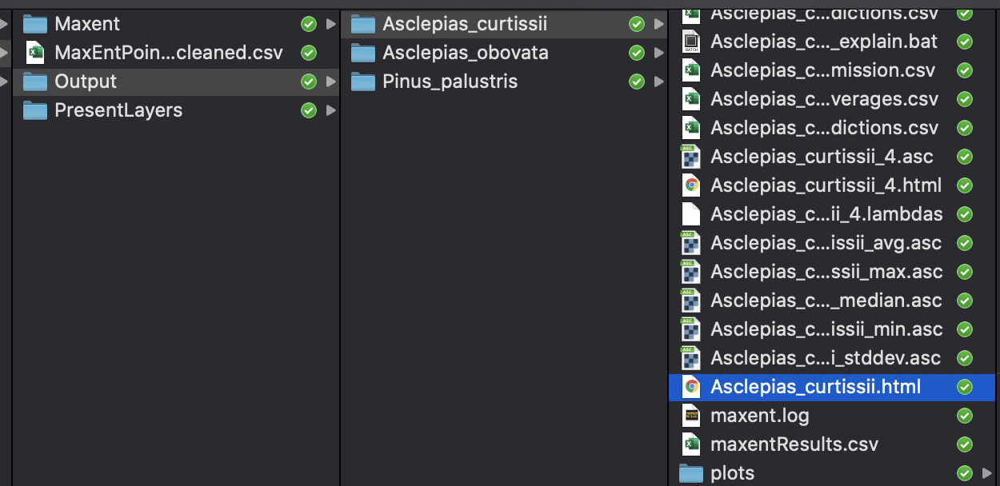 Maxent
MaxEntPoin...cleaned.csv
Output
PresentLayers
Asclepias_curtissii
Asclepias_obovata
Pinus_palustris
Asclepias_c...dictions.csv
Asclepias_c..._explain.bat
Asclepias_c...mission.csv
Asclepias_c...verages.csv
Asclepias_c...dictions.csv
Asclepias_curtissii_4.asc
Asclepias_curtissii_4.html
Asclepias_c...ii_4.lambdas
Asclepias_c...issii_avg.asc
Asclepias_c...ssii_max.asc
Asclepias_c..._median.asc
Asclepias_c...issii_min.asc
Asclepias_c...i_stddev.asc
Asclepias_curtissii.html
maxent.log
maxentResults.csv
plots